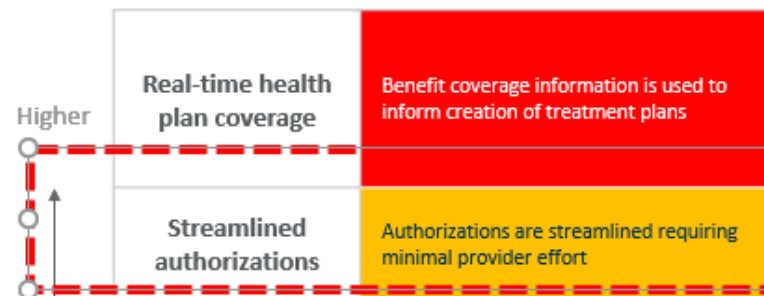 Real-time health
plan coverage
Benefit coverage information is used to
inform creation of treatment plans
Higher
Streamlined
authorizations
Authorizations are streamlined requiring
minimal provider effort